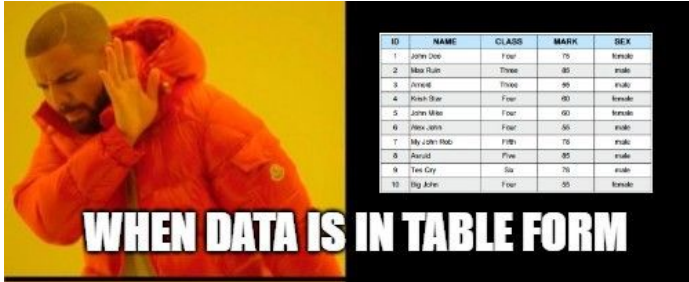 ID NAME CLASS MARK SEX
1 John Deo Four 75 female
2 Max Ruin Three 85 male
3 Arnold Three 55 male
4 Krish Star Four 60 female
5 John Mike Four 60 female
6 Alex John Four 55 male
7 My John Rob Fifth 78 male
8 Asruid Five 85 male
9 Tes Qry Six 78 male
10 Big John Four 55 female
WHEN DATA IS IN TABLE FORM